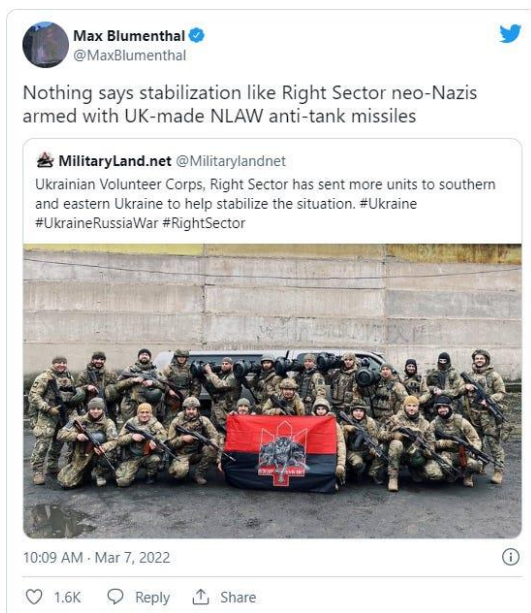 Max Blumenthal
@MaxBlumenthal
Nothing says stabilization like Right Sector neo-Nazis
armed with UK-made NLAW anti-tank missiles
MilitaryLand.net @Militarylandnet
Ukrainian Volunteer Corps, Right Sector has sent more units to southern
and eastern Ukraine to help stabilize the situation. #Ukraine
#UkraineRussiaWar #RightSector
10:09 AM · Mar 7, 2022
1.6K Reply Share